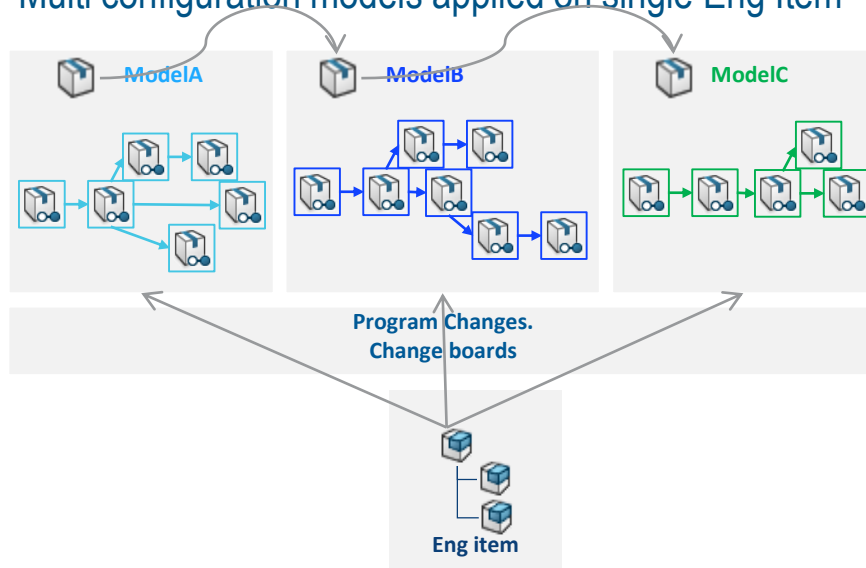 Multi configuration models applied on single Eng Item
ModelA
ModelB
ModelC
Program Changes.
Change boards
Eng item